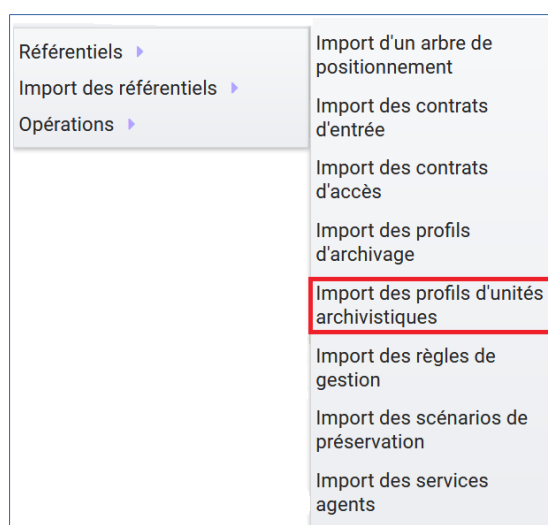 Référentiels
Import des référentiels
Opérations
Import d'un arbre de
positionnement
Import des contrats
d'entrée
Import des contrats
d'accès
Import des profils
d'archivage
Import des profils d'unités
archivistiques
Import des règles de
gestion
Import des scénarios de
préservation
Import des services
agents